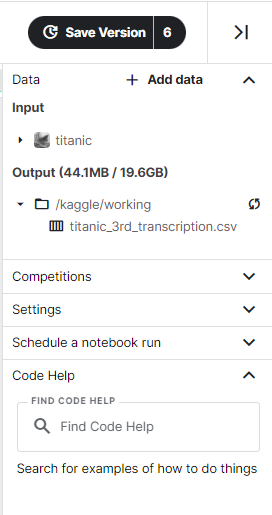 Save Version 6
Data
Add data
Input
titanic
Output (44.1MB / 19.6GB)
/kaggle/working
titanic_3rd_transcription.csv
Competitions
Settings
Schedule a notebook run
Code Help
FIND CODE HELP
Find Code Help
Search for examples of how to do things